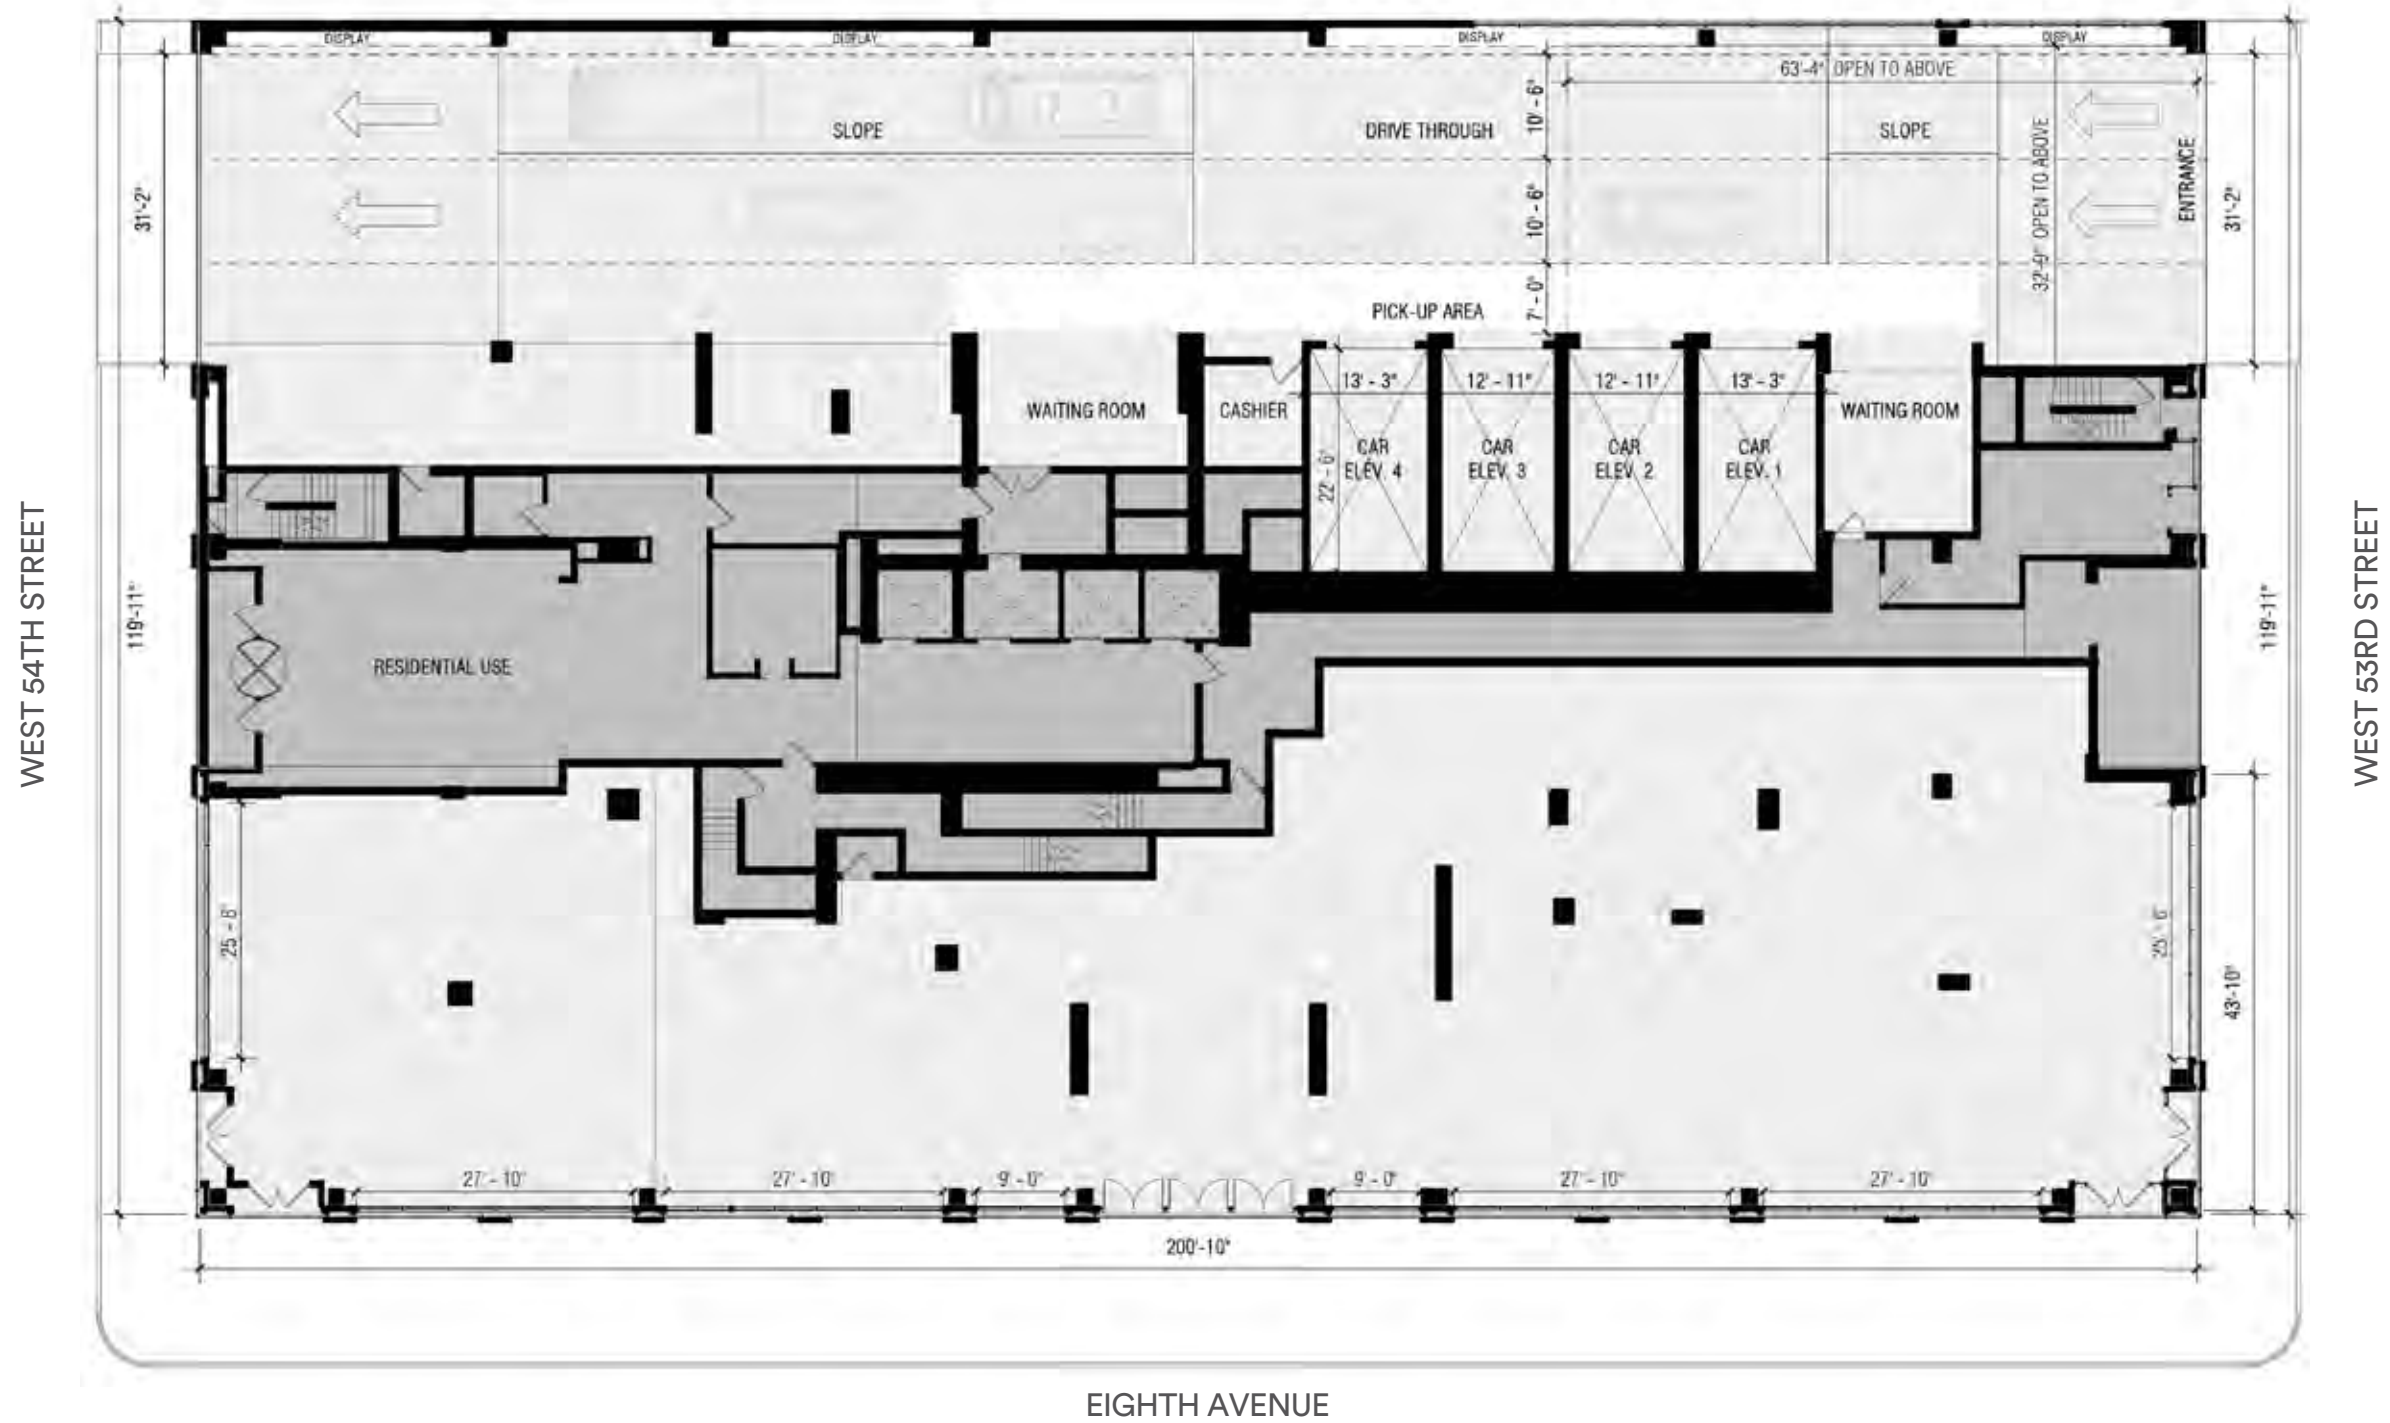 DISPLAY
DISPLAY
DISPLAY
DISPLAY
63'-4" OPEN TO ABOVE
SLOPE
DRIVE THROUGH
10' - 6"
SLOPE
32'-9" OPEN TO ABOVE
ENTRANCE
31'-2"
10' - 6"
31'-2"
7' - 0"
PICK-UP AREA
13' - 3"
12' - 11"
12' - 11"
13' - 3"
WAITING ROOM
CASHIER
WAITING ROOM
CAR
ELEV. 4
CAR
ELEV. 3
CAR
ELEV. 2
CAR
ELEV. 1
22' - 6"
WEST 54TH STREET
119'-11"
RESIDENTIAL USE
119'-11"
WEST 53RD STREET
25' - 8"
43'-10"
27' - 10"
27' - 10"
9' - 0"
9' - 0"
27' - 10"
27' - 10"
200'-10"
EIGHTH AVENUE